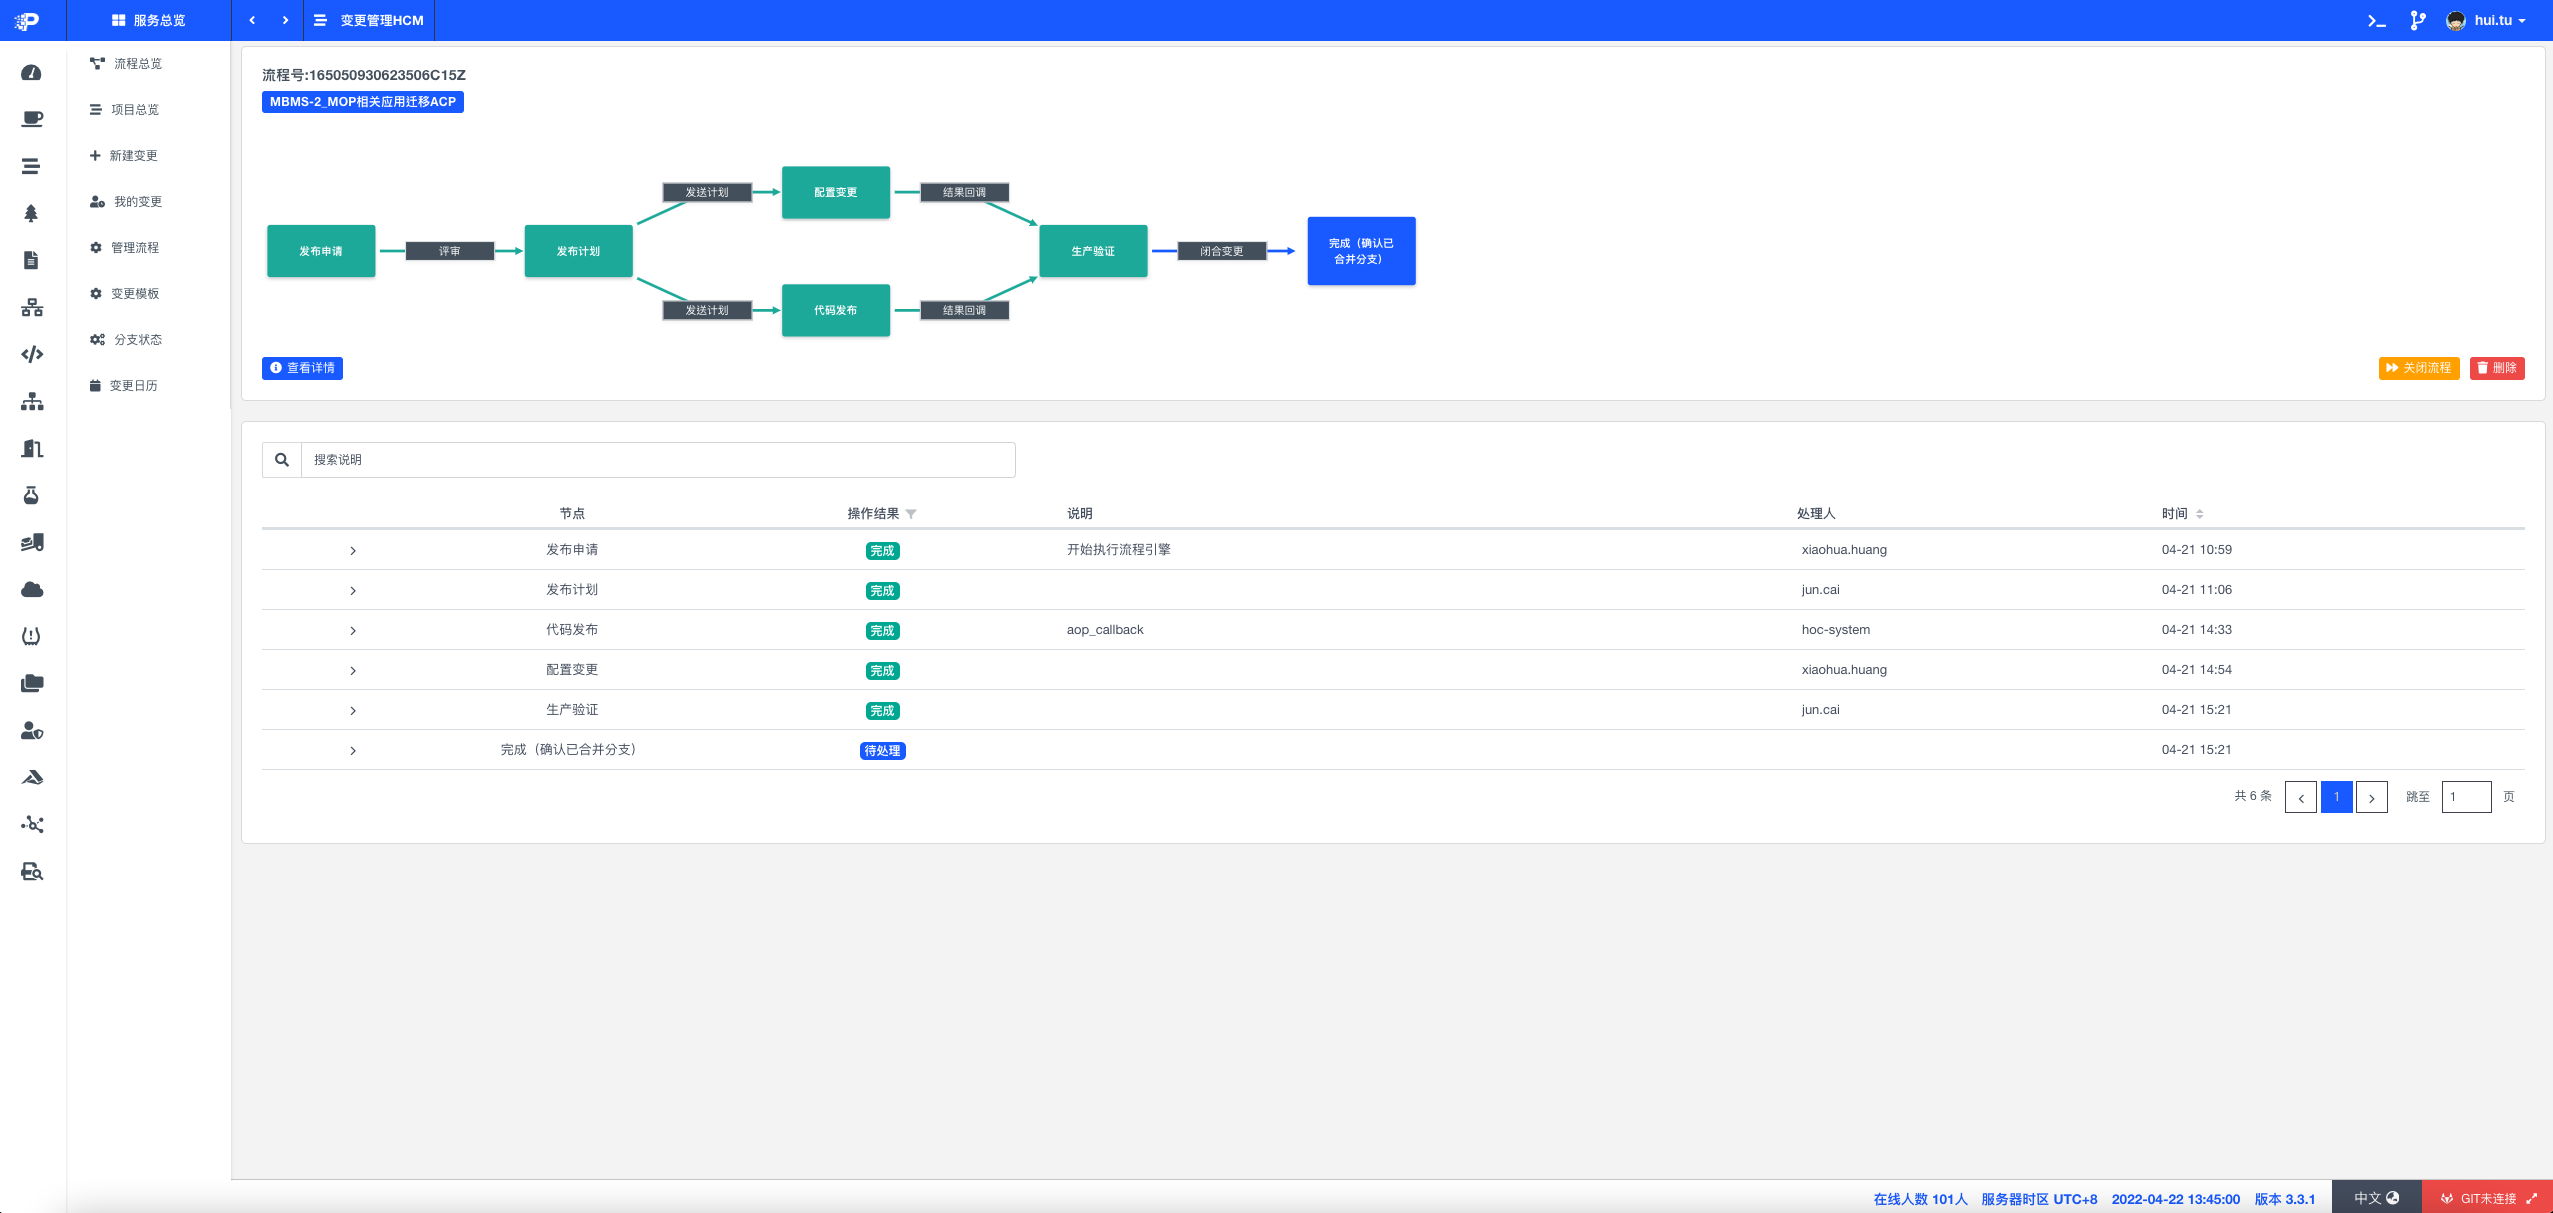 服务总览
变更管理HCM
hui.tu
流程总览
项目总览
新建变更
我的变更
管理流程
变更模板
分支状态
变更日历
流程号:165050930623506C15Z
MBMS-2_MOP相关应用迁移ACP
发布申请
评审
发布计划
发送计划
配置变更
结果回调
发送计划
代码发布
结果回调
生产验证
闭合变更
完成（确认已
合并分支）
查看详情
关闭流程
删除
搜索说明
节点 操作结果 说明 处理人 时间
发布申请 完成 开始执行流程引擎 xiaohua.huang 04-21 10:59
发布计划 完成 jun.cai 04-21 11:06
代码发布 完成 aop_callback hoc-system 04-21 14:33
配置变更 完成 xiaohua.huang 04-21 14:54
生产验证 完成 jun.cai 04-21 15:21
完成（确认已合并分支） 待处理 04-21 15:21
共 6 条 1 跳至 1 页
在线人数 101人 服务器时区 UTC+8 2022-04-22 13:45:00 版本 3.3.1 中文 GIT未连接